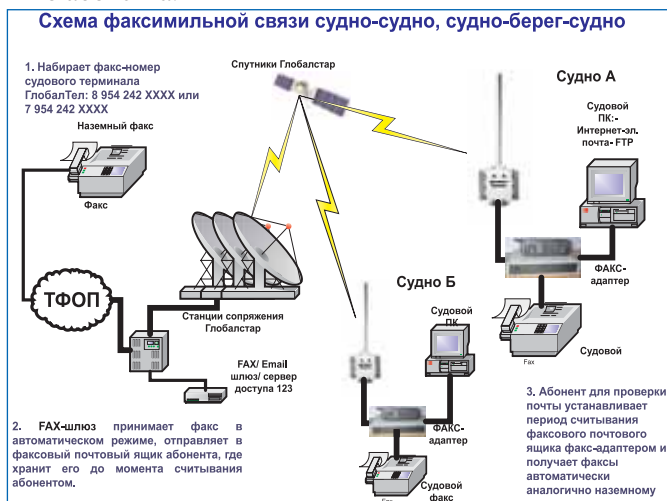 Схема факсимильной связи судно-судно, судно-берег-судно
1. Набирает факс-номер
судового терминала
ГлобалТел: 8 954 242 XXXX или
7 954 242 XXXX
Наземный факс
Факс
Спутники Глобалстар
Судно А
Судовой
ПК:-
Интернет-эл.
почта- FTP
ФАКС-
адаптер
Fax
Судовой
ТФОП
Станции сопряжения
Глобалстар
FAX/ Email
шлюз/ сервер
доступа 123
Судно Б
Судовой
ПК
ФАКС-
адаптер
Судовой
факс
2. FAX-шлюз принимает факс в
автоматическом режиме, отправляет в
факсовый почтовый ящик абонента, где
хранит его до момента считывания
абонентом.
3. Абонент для проверки
почты устанавливает
период считывания
факсового почтового
ящика факс-адаптером и
получает факсы
автоматически
аналогично наземному